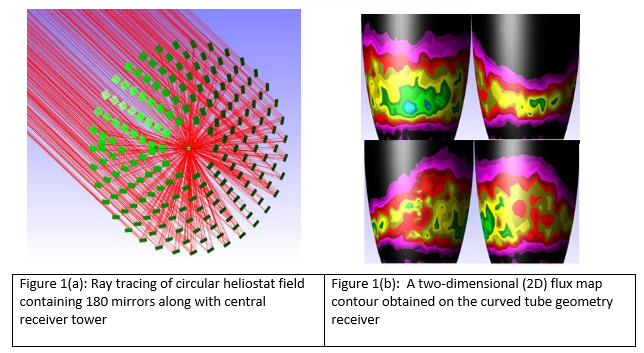 Figure 1(a): Ray tracing of circular heliostat field
containing 180 mirrors along with central
receiver tower
Figure 1(b):  A two-dimensional (2D) flux map
contour obtained on the curved tube geometry
receiver